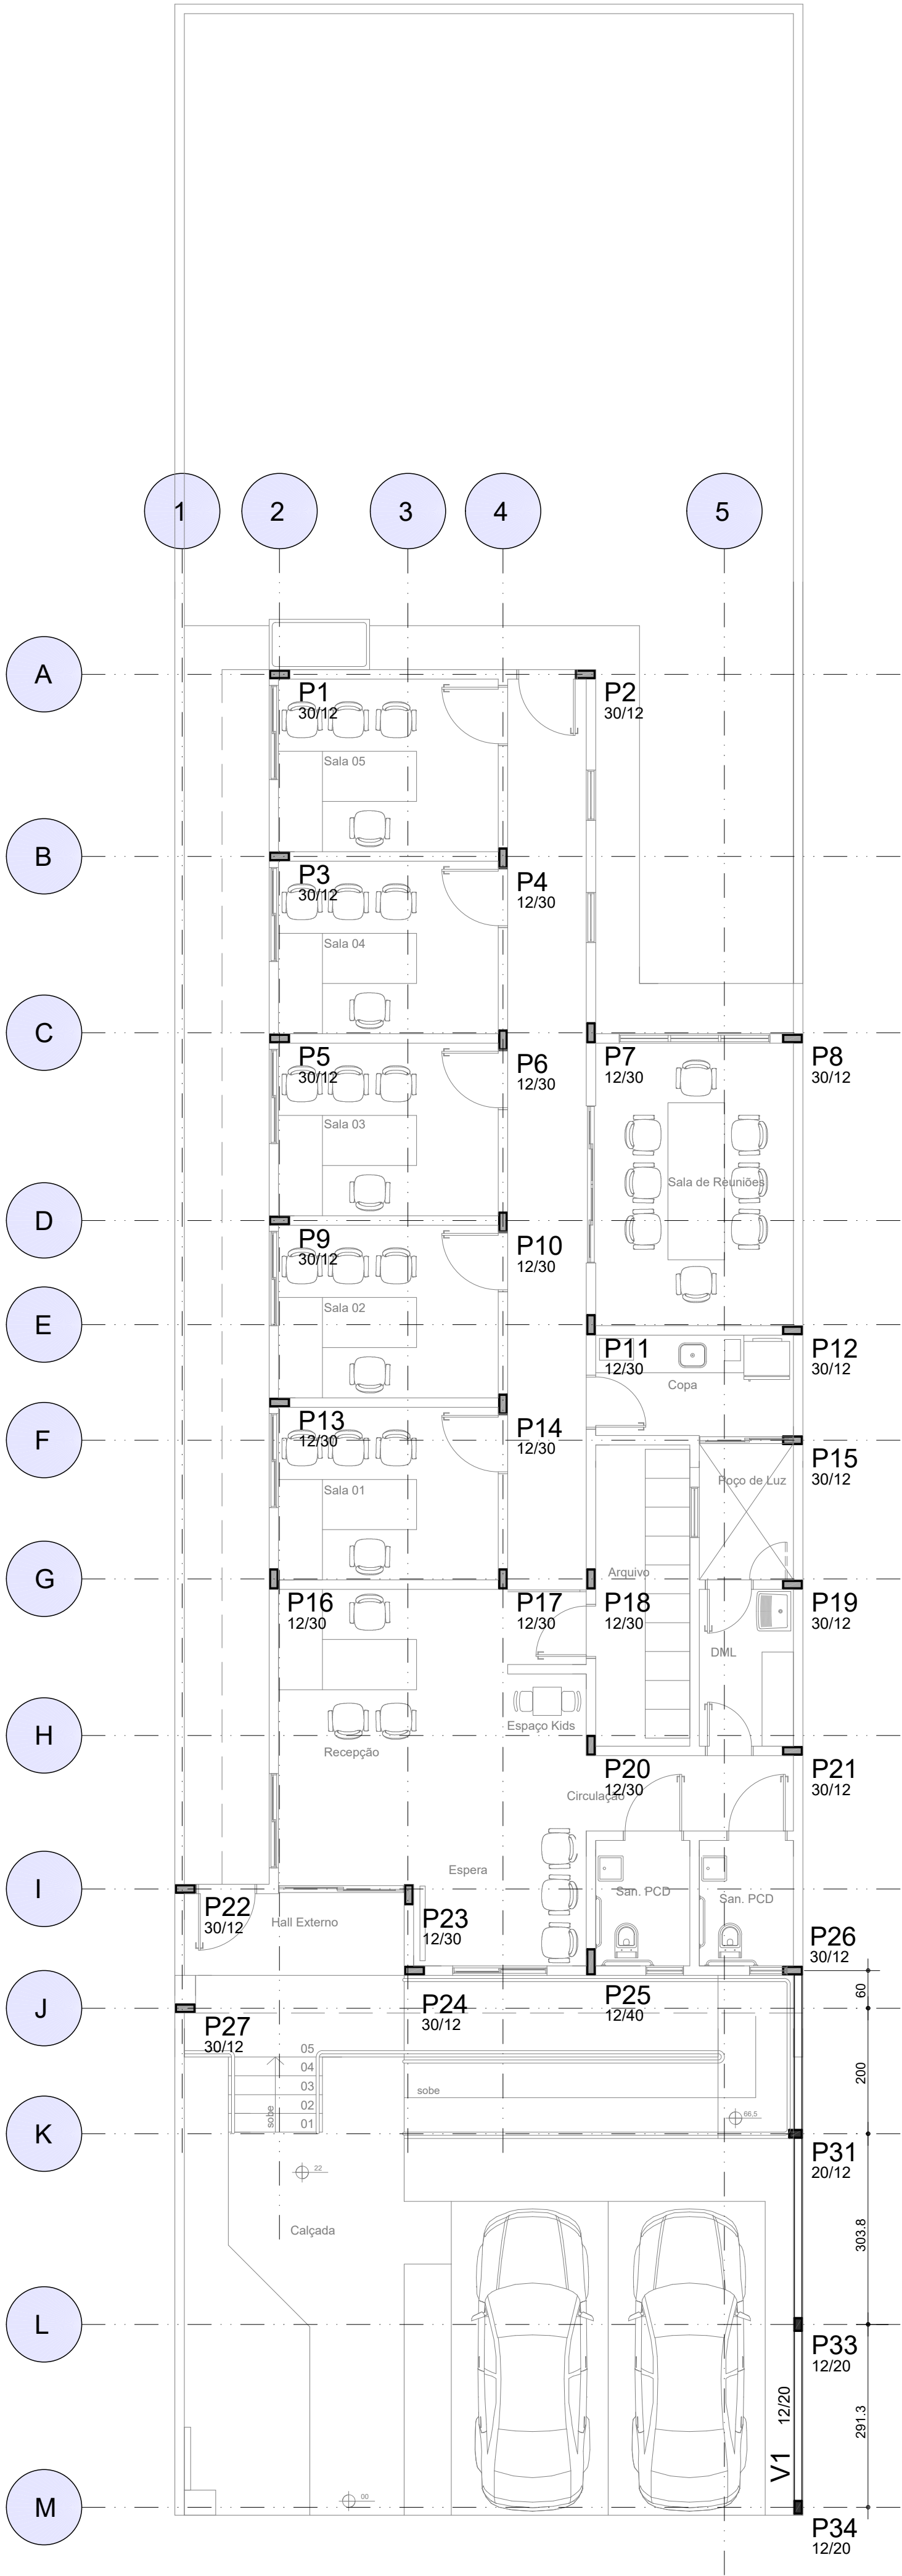 1
2
3
4
5
A
P1
30/12
P2
30/12
Sala 05
B
P3
30/12
P4
12/30
Sala 04
C
P5
30/12
P6
12/30
P7
12/30
P8
30/12
Sala 03
Sala de Reuniões
D
P9
30/12
P10
12/30
Sala 02
E
P11
12/30
P12
30/12
Copa
F
P13
12/30
P14
12/30
P15
30/12
Poço de Luz
Sala 01
G
Arquivo
P16
12/30
P17
12/30
P18
12/30
P19
30/12
DML
Espaço Kids
H
Recepção
P20
12/30
P21
30/12
Circulação
Espera
I
San. PCD
San. PCD
P22
30/12
Hall Externo
P23
12/30
P26
30/12
60
J
P24
30/12
P25
12/40
P27
30/12
05
04
03
02
01
sobe
sobe
200
66,5
K
P31
20/12
22
Calçada
303.8
L
P33
12/20
12/20
V1
291.3
00
M
P34
12/20